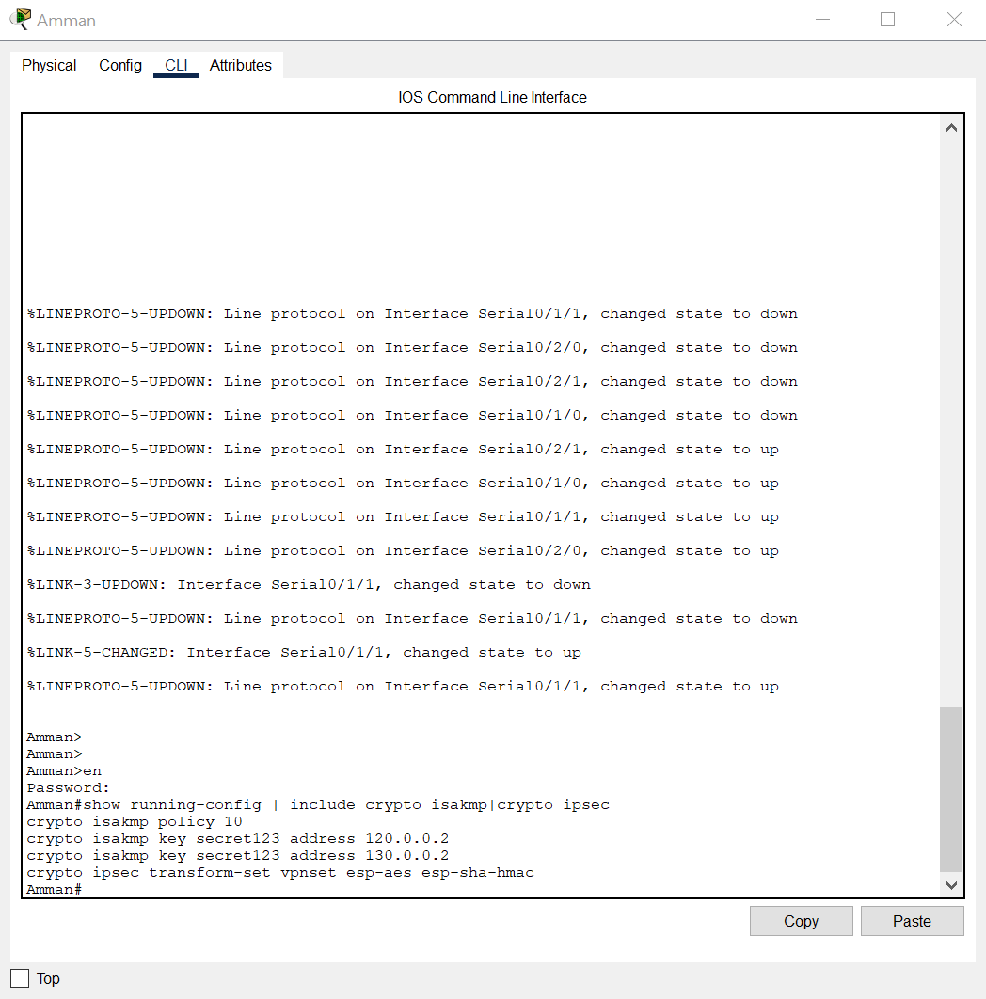 Amman
Physical Config CLI Attributes
IOS Command Line Interface
%LINEPROTO-5-UPDOWN: Line protocol on Interface Serial0/1/1, changed state to down
%LINEPROTO-5-UPDOWN: Line protocol on Interface Serial0/2/0, changed state to down
%LINEPROTO-5-UPDOWN: Line protocol on Interface Serial0/2/1, changed state to down
%LINEPROTO-5-UPDOWN: Line protocol on Interface Serial0/1/0, changed state to down
%LINEPROTO-5-UPDOWN: Line protocol on Interface Serial0/2/1, changed state to up
%LINEPROTO-5-UPDOWN: Line protocol on Interface Serial0/1/0, changed state to up
%LINEPROTO-5-UPDOWN: Line protocol on Interface Serial0/1/1, changed state to up
%LINEPROTO-5-UPDOWN: Line protocol on Interface Serial0/2/0, changed state to up
%LINK-3-UPDOWN: Interface Serial0/1/1, changed state to down
%LINEPROTO-5-UPDOWN: Line protocol on Interface Serial0/1/1, changed state to down
%LINK-5-CHANGED: Interface Serial0/1/1, changed state to up
%LINEPROTO-5-UPDOWN: Line protocol on Interface Serial0/1/1, changed state to up
Amman>
Amman>
Amman>en
Password:
Amman#show running-config | include crypto isakmp|crypto ipsec
crypto isakmp policy 10
crypto isakmp key secret123 address 120.0.0.2
crypto isakmp key secret123 address 130.0.0.2
crypto ipsec transform-set vpnset esp-aes esp-sha-hmac
Amman#
Copy Paste
Top